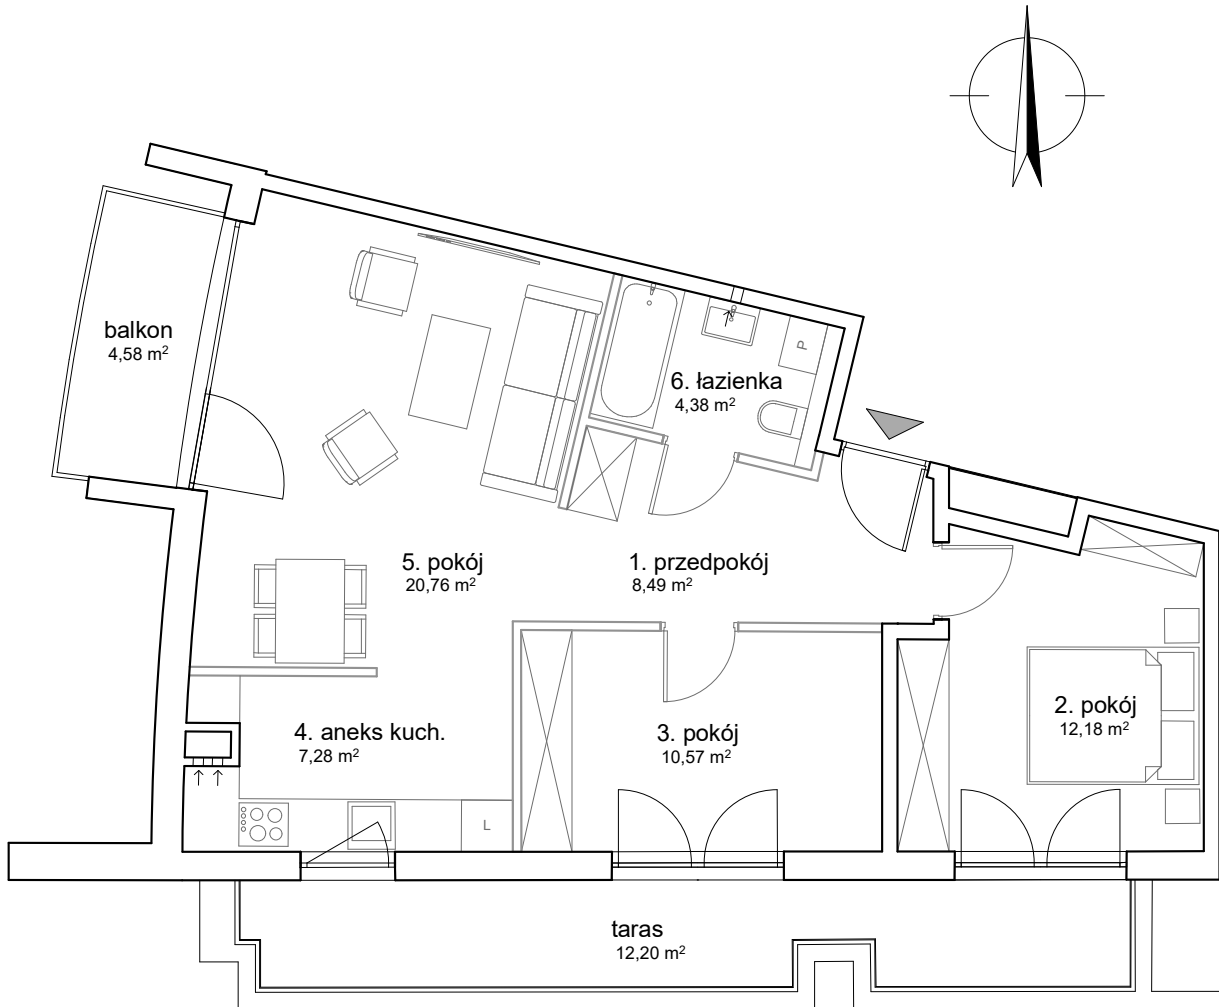 balkon
4,58 m²
6. łazienka
4,38 m²
P
5. pokój
20,76 m²
1. przedpokój
8,49 m²
4. aneks kuch.
7,28 m²
3. pokój
10,57 m²
2. pokój
12,18 m²
L
taras
12,20 m²